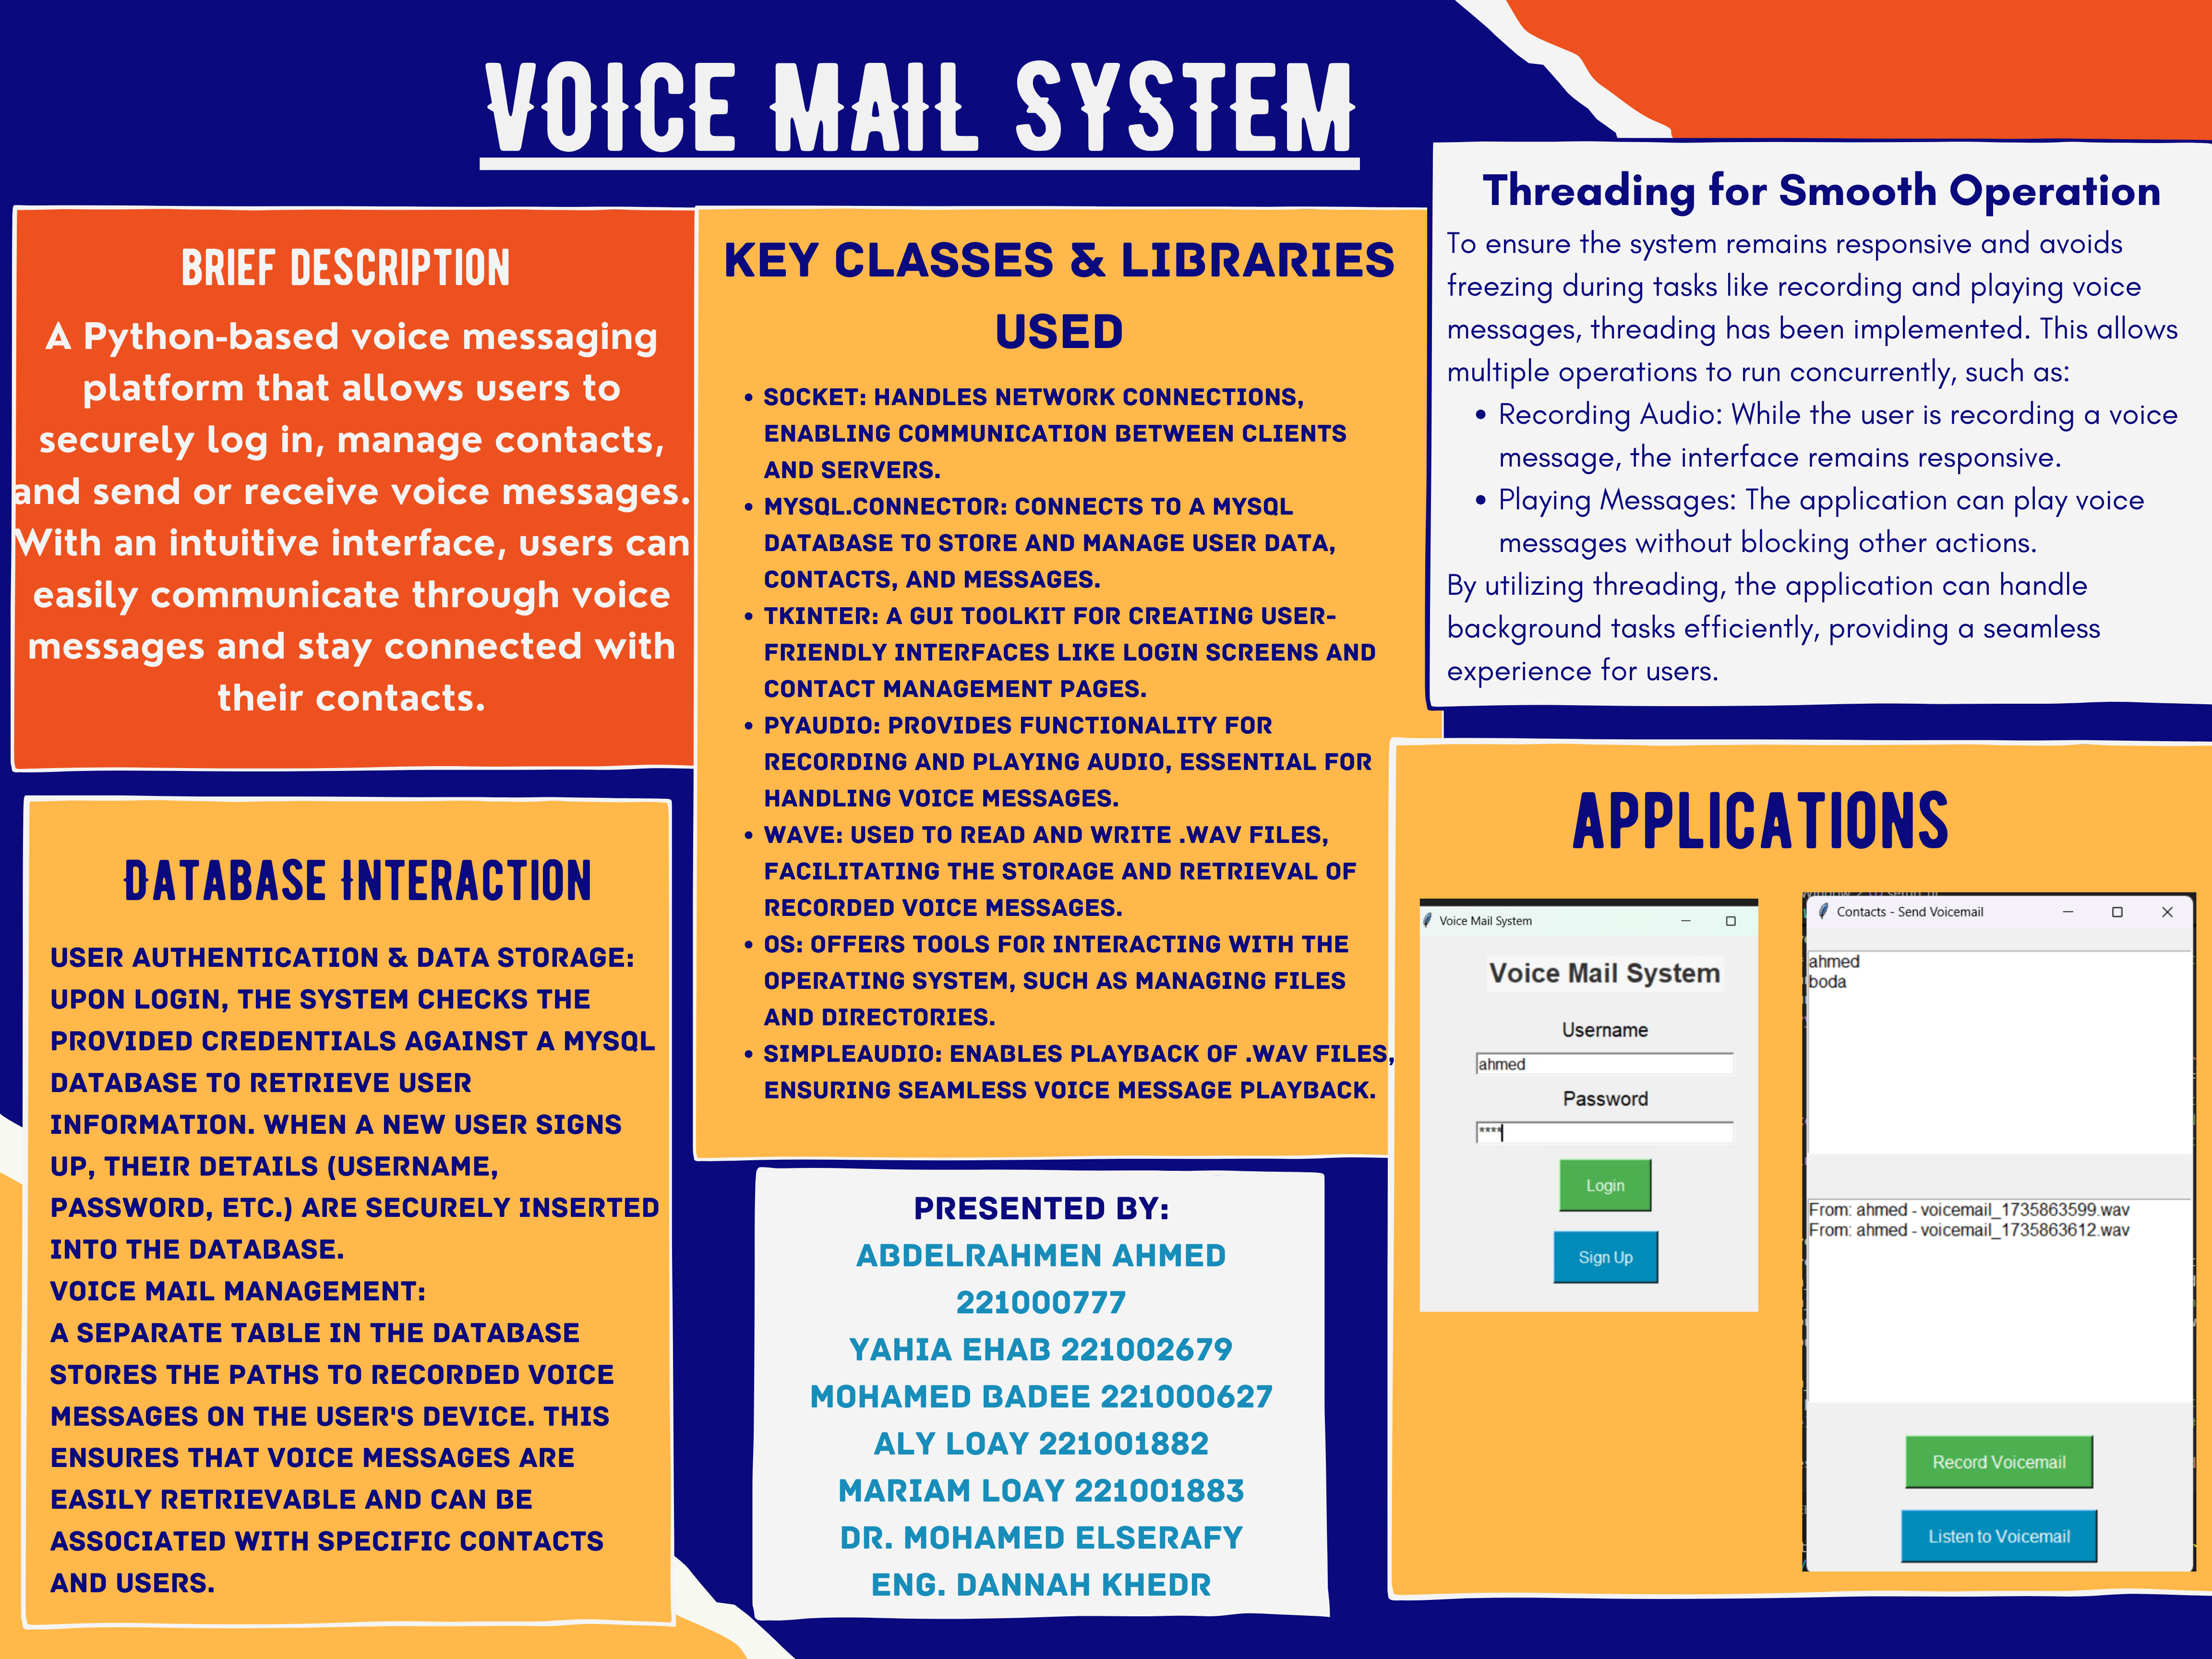 VOICE MAIL SYSTEM
BRIEF DESCRIPTION
A Python-based voice messaging
platform that allows users to
securely log in, manage contacts,
and send or receive voice messages.
With an intuitive interface, users can
easily communicate through voice
messages and stay connected with
their contacts.
DATABASE INTERACTION
USER AUTHENTICATION & DATA STORAGE:
UPON LOGIN, THE SYSTEM CHECKS THE
PROVIDED CREDENTIALS AGAINST A MYSQL
DATABASE TO RETRIEVE USER
INFORMATION. WHEN A NEW USER SIGNS
UP, THEIR DETAILS (USERNAME,
PASSWORD, ETC.) ARE SECURELY INSERTED
INTO THE DATABASE.
VOICE MAIL MANAGEMENT:
A SEPARATE TABLE IN THE DATABASE
STORES THE PATHS TO RECORDED VOICE
MESSAGES ON THE USER'S DEVICE. THIS
ENSURES THAT VOICE MESSAGES ARE
EASILY RETRIEVABLE AND CAN BE
ASSOCIATED WITH SPECIFIC CONTACTS
AND USERS.
KEY CLASSES & LIBRARIES
USED
• SOCKET: HANDLES NETWORK CONNECTIONS,
ENABLING COMMUNICATION BETWEEN CLIENTS
AND SERVERS.
• MYSQL.CONNECTOR: CONNECTS TO A MYSQL
DATABASE TO STORE AND MANAGE USER DATA,
CONTACTS, AND MESSAGES.
• TKINTER: A GUI TOOLKIT FOR CREATING USER-
FRIENDLY INTERFACES LIKE LOGIN SCREENS AND
CONTACT MANAGEMENT PAGES.
• PYAUDIO: PROVIDES FUNCTIONALITY FOR
RECORDING AND PLAYING AUDIO, ESSENTIAL FOR
HANDLING VOICE MESSAGES.
• WAVE: USED TO READ AND WRITE .WAV FILES,
FACILITATING THE STORAGE AND RETRIEVAL OF
RECORDED VOICE MESSAGES.
• OS: OFFERS TOOLS FOR INTERACTING WITH THE
OPERATING SYSTEM, SUCH AS MANAGING FILES
AND DIRECTORIES.
• SIMPLEAUDIO: ENABLES PLAYBACK OF .WAV FILES,
ENSURING SEAMLESS VOICE MESSAGE PLAYBACK.
PRESENTED BY:
ABDELRAHMEN AHMED
221000777
YAHIA EHAB 221002679
MOHAMED BADEE 221000627
ALY LOAY 221001882
MARIAM LOAY 221001883
DR. MOHAMED ELSERAFY
ENG. DANNAH KHEDR
Threading for Smooth Operation
To ensure the system remains responsive and avoids
freezing during tasks like recording and playing voice
messages, threading has been implemented. This allows
multiple operations to run concurrently, such as:
• Recording Audio: While the user is recording a voice
message, the interface remains responsive.
• Playing Messages: The application can play voice
messages without blocking other actions.
By utilizing threading, the application can handle
background tasks efficiently, providing a seamless
experience for users.
APPLICATIONS
Voice Mail System
Voice Mail System
Username
ahmed
Password
****
Login
Sign Up
Contacts - Send Voicemail
ahmed
boda
From: ahmed - voicemail_1735863599.wav
From: ahmed - voicemail_1735863612.wav
Record Voicemail
Listen to Voicemail